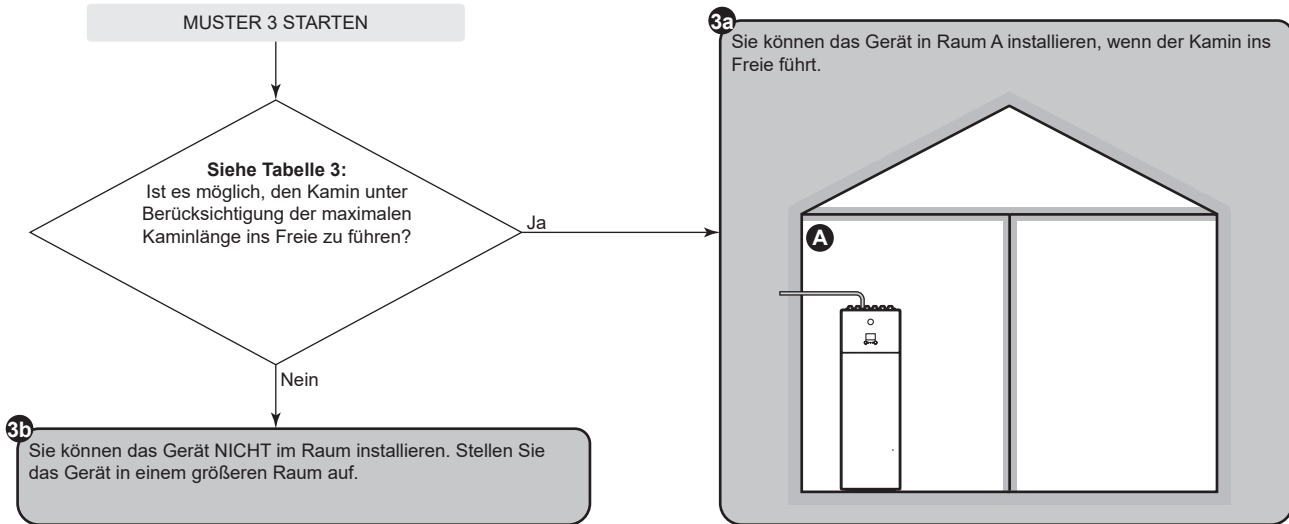 MUSTER 3 STARTEN
Siehe Tabelle 3:
Ist es möglich, den Kamin unter
Berücksichtigung der maximalen
Kaminlänge ins Freie zu führen?
Ja
Nein
3a
Sie können das Gerät in Raum A installieren, wenn der Kamin ins
Freie führt.
A
3b
Sie können das Gerät NICHT im Raum installieren. Stellen Sie
das Gerät in einem größeren Raum auf.